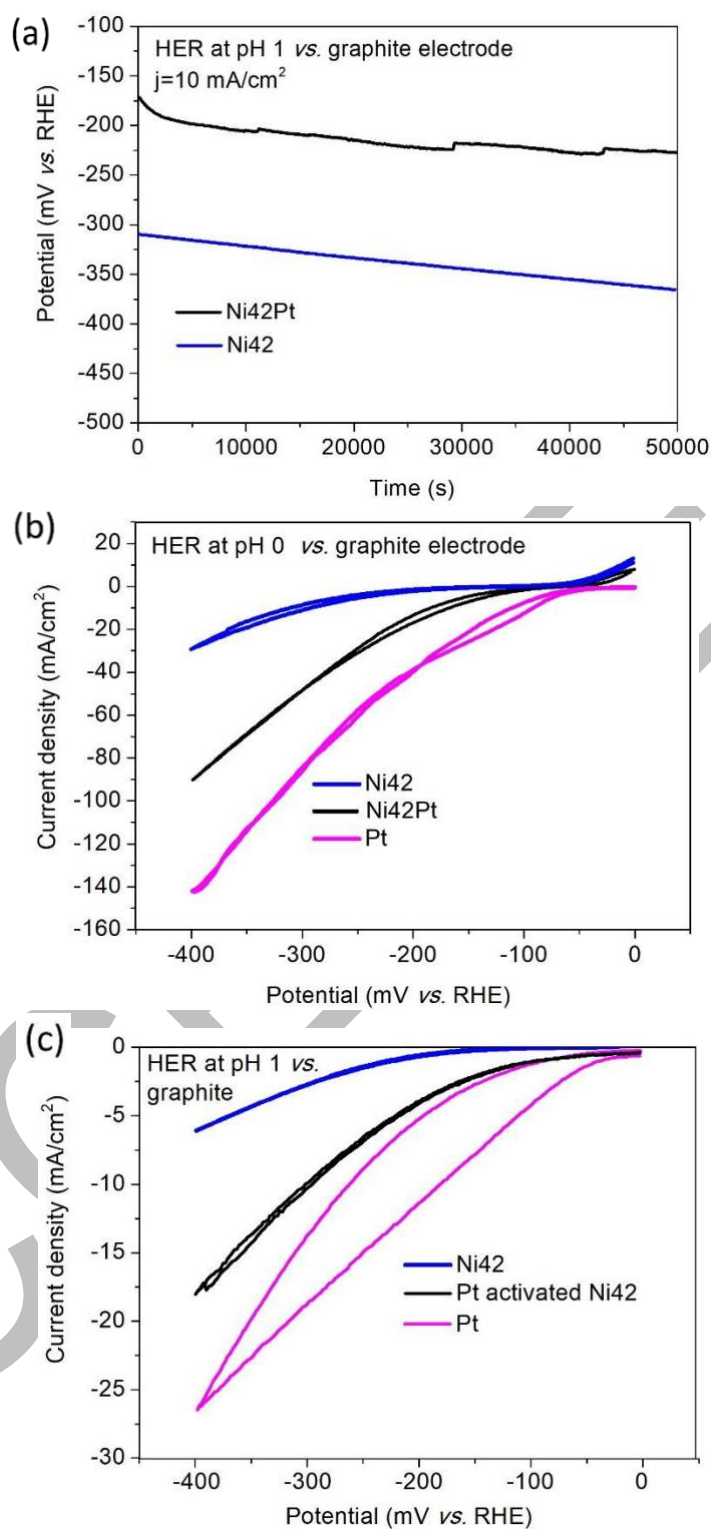 (a)
HER at pH 1 vs. graphite electrode
j=10 mA/cm²
-100
-150
-200
-250
-300
-350
-400
-450
-500
Potential (mV vs. RHE)
Ni42Pt
Ni42
0 10000 20000 30000 40000 50000
Time (s)
(b)
HER at pH 0 vs. graphite electrode
20
0
-20
-40
-60
-80
-100
-120
-140
-160
Current density (mA/cm²)
Ni42
Ni42Pt
Pt
-400 -300 -200 -100 0
Potential (mV vs. RHE)
(c)
HER at pH 1 vs.
graphite
0
-5
-10
-15
-20
-25
-30
Current density (mA/cm²)
Ni42
Pt activated Ni42
Pt
-400 -300 -200 -100 0
Potential (mV vs. RHE)